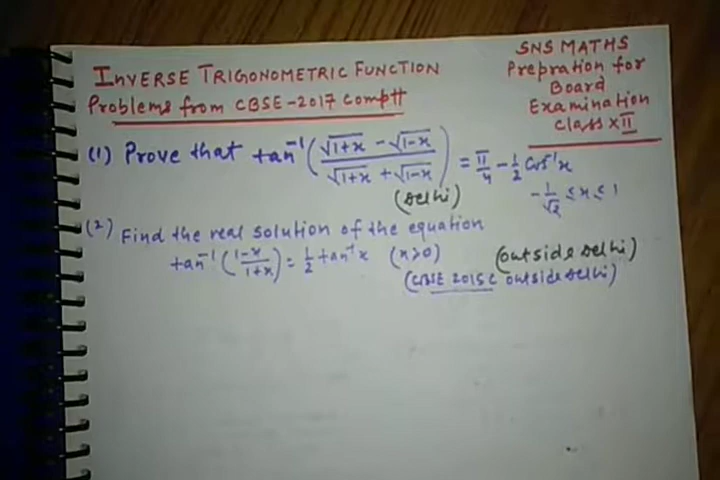 INVERSE TRIGONOMETRIC FUNCTION
Problems from CBSE-2017 Comptt
SNS MATHS
Prepration for
Board
Examination
Class XII
(1) Prove that tan⁻¹((√1+x − √1−x)/(√1+x + √1−x)) = π/4 − 1/2 Cos⁻¹x
(Delhi) −1/√2 ≤ x ≤ 1
(2) Find the real solution of the equation
tan⁻¹((1−x)/(1+x)) = 1/2 tan⁻¹x (x>0) (outside Delhi)
(CBSE 2015C outside Delhi)